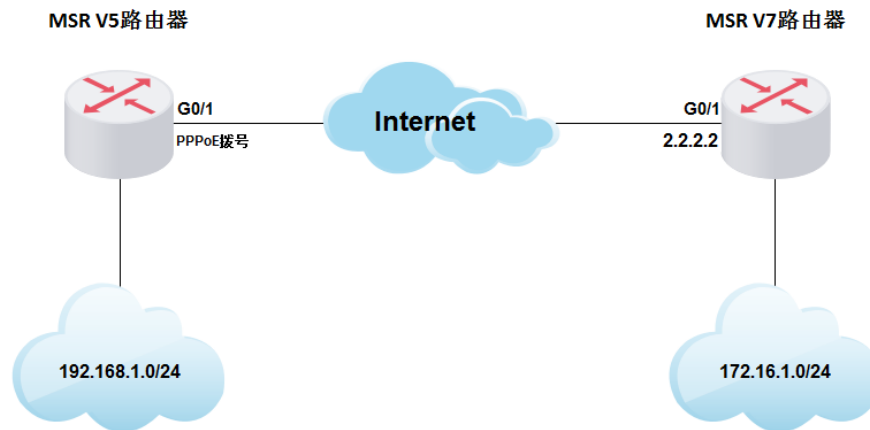 MSR V5路由器
MSR V7路由器
G0/1
Internet
G0/1
PPPoE拨号
2.2.2.2
192.168.1.0/24
172.16.1.0/24